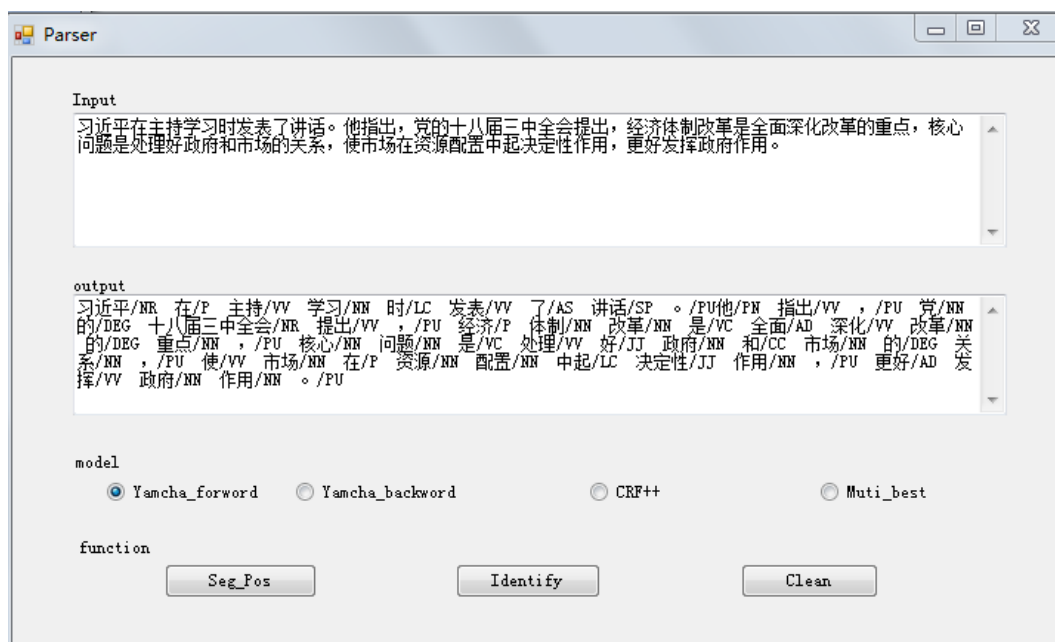 Parser
Input
习近平在主持学习时发表了讲话。他指出，党的十八届三中全会提出，经济体制改革是全面深化改革的重点，核心
问题是处理好政府和市场的关系，使市场在资源配置中起决定性作用，更好发挥政府作用。
output
习近平/NR 在/P 主持/VV 学习/NN 时/LC 发表/VV 了/AS 讲话/SP 。/PU他/PN 指出/VV ，/PU 党/NN
的/DEG 十八届三中全会/NR 提出/VV ，/PU 经济/P 体制/NN 改革/NN 是/VC 全面/AD 深化/VV 改革/NN
的/DEG 重点/NN ，/PU 核心/NN 问题/NN 是/VC 处理/VV 好/JJ 政府/NN 和/CC 市场/NN 的/DEG 关
系/NN ，/PU 使/VV 市场/NN 在/P 资源/NN 配置/NN 中起/LC 决定性/JJ 作用/NN ，/PU 更好/AD 发
挥/VV 政府/NN 作用/NN 。/PU
model
Yamcha_forword Yamcha_backword CRF++ Muti_best
function
Seg_Pos Identify Clean